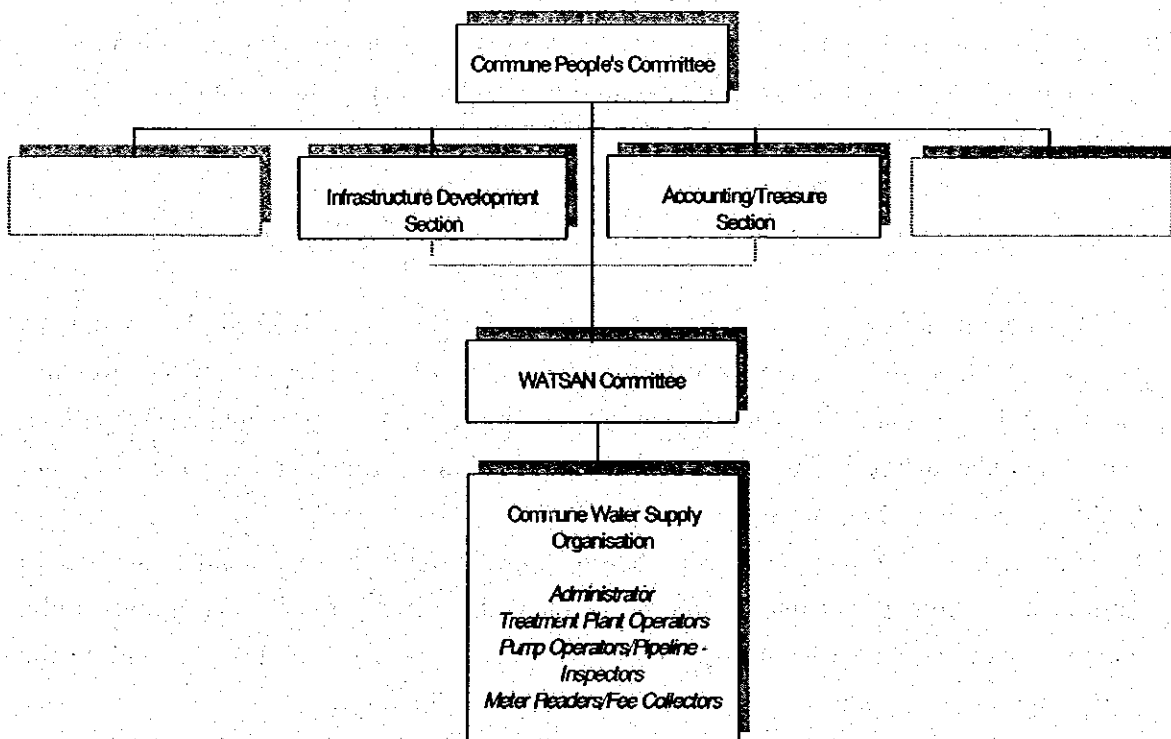 Commune People's Committee
Infrastructure Development
Section
Accounting/Treasure
Section
WATSAN Committee
Commune Water Supply
Organisation
Administrator
Treatment Plant Operators
Pump Operators/Pipeline -
Inspectors
Meter Readers/Fee Collectors